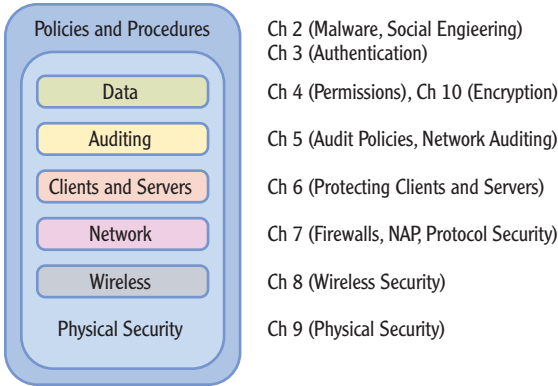 Policies and Procedures Ch 2 (Malware, Social Engieering)
Ch 3 (Authentication)
Data Ch 4 (Permissions), Ch 10 (Encryption)
Auditing Ch 5 (Audit Policies, Network Auditing)
Clients and Servers Ch 6 (Protecting Clients and Servers)
Network Ch 7 (Firewalls, NAP, Protocol Security)
Wireless Ch 8 (Wireless Security)
Physical Security Ch 9 (Physical Security)